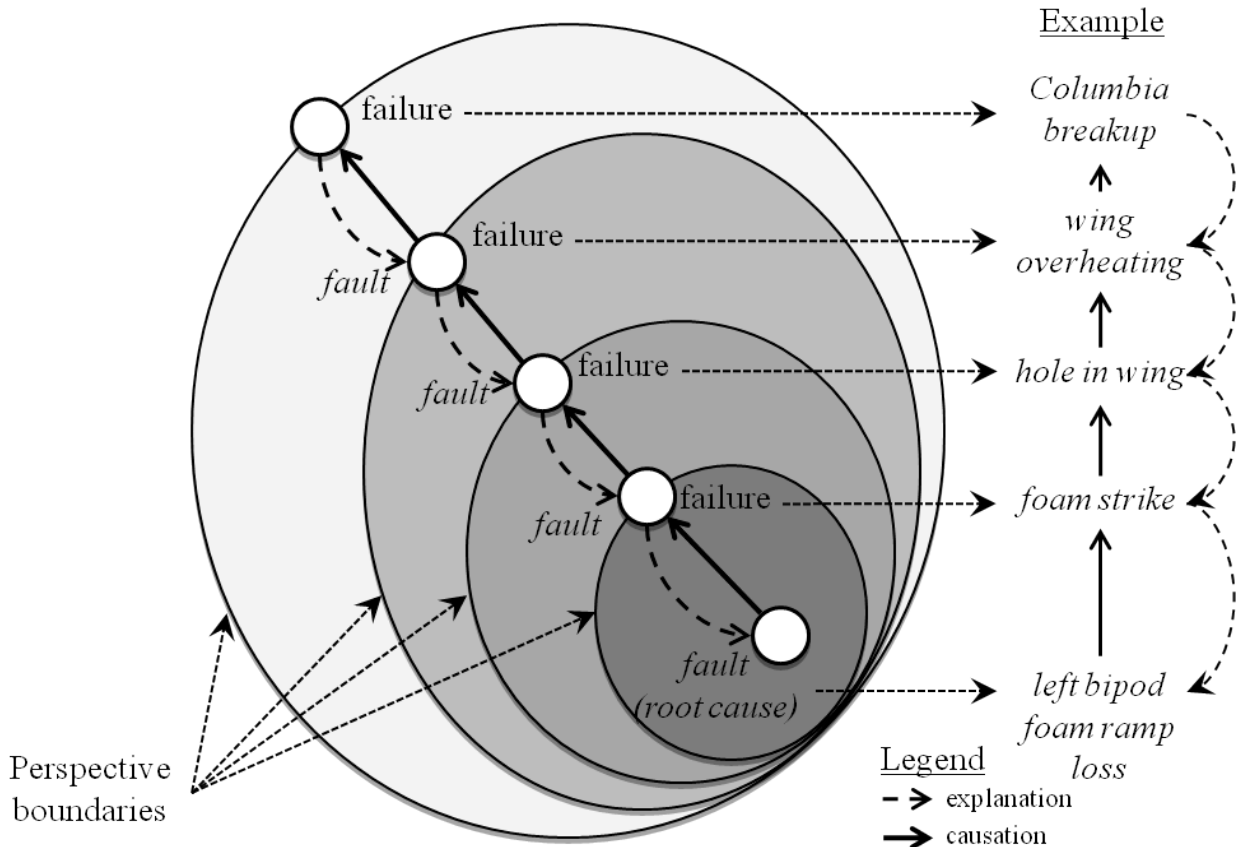 Example
failure
Columbia
breakup
failure
fault
wing
overheating
failure
fault
hole in wing
failure
fault
foam strike
fault
(root cause)
left bipod
foam ramp
loss
Perspective
boundaries
Legend
explanation
causation